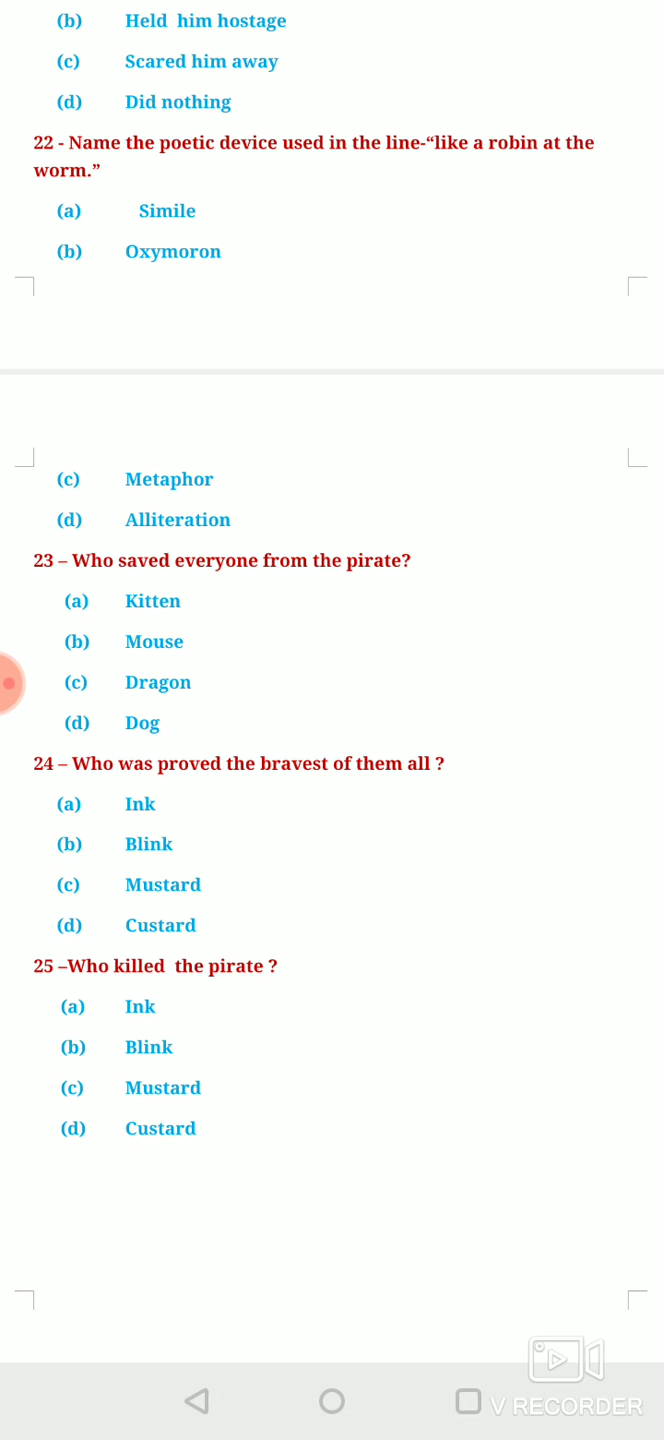 (b) Held him hostage
(c) Scared him away
(d) Did nothing
22 - Name the poetic device used in the line-“like a robin at the
worm.”
(a) Simile
(b) Oxymoron
(c) Metaphor
(d) Alliteration
23 – Who saved everyone from the pirate?
(a) Kitten
(b) Mouse
(c) Dragon
(d) Dog
24 – Who was proved the bravest of them all ?
(a) Ink
(b) Blink
(c) Mustard
(d) Custard
25 –Who killed the pirate ?
(a) Ink
(b) Blink
(c) Mustard
(d) Custard
V RECORDER